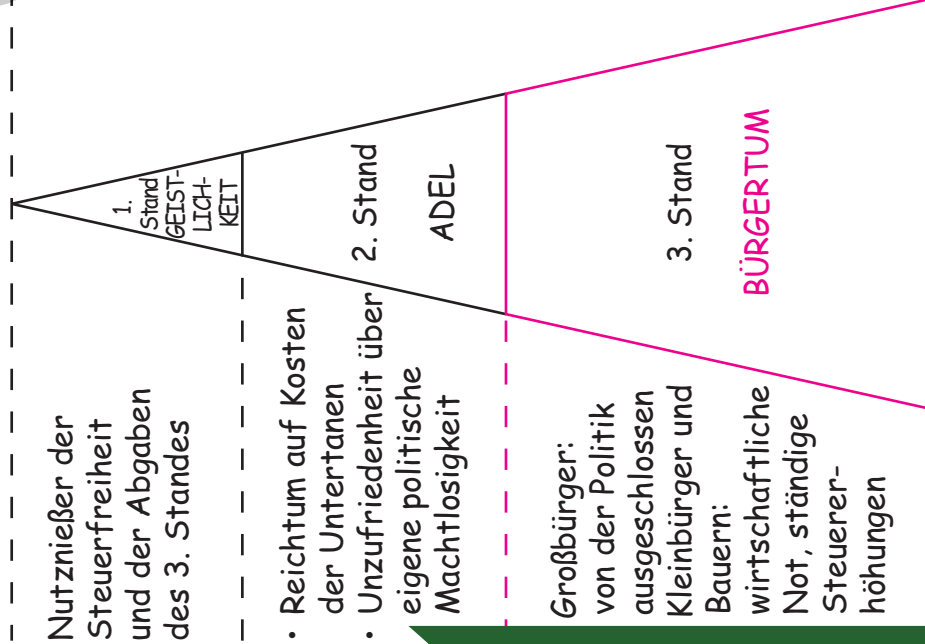 Nutznießer der
Steuerfreiheit
und der Abgaben
des 3. Standes
1.
Stand
GEIST-
LICH-
KEIT
• Reichtum auf Kosten
der Untertanen
• Unzufriedenheit über
eigene politische
Machtlosigkeit
2. Stand
ADEL
Großbürger:
von der Politik
ausgeschlossen
Kleinbürger und
Bauern:
wirtschaftliche
Not, ständige
Steuerer-
höhungen
3. Stand
BÜRGERTUM